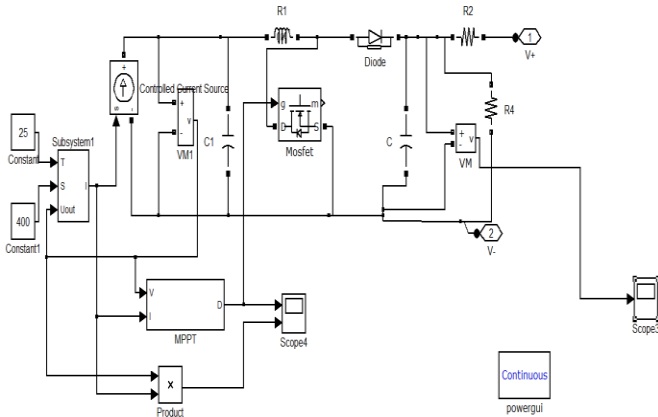 R1
R2
1
V+
Diode
+
s
-
Controlled Current Source
+
-
v
VM1
C1
g
m
D
S
Mosfet
C
+
-
v
VM
R4
25
Constant
Subsystem1
T
S
Uout
I
400
Constant1
2
V-
V
I
D
MPPT
Scope4
Scope3
x
Product
Continuous
powergui